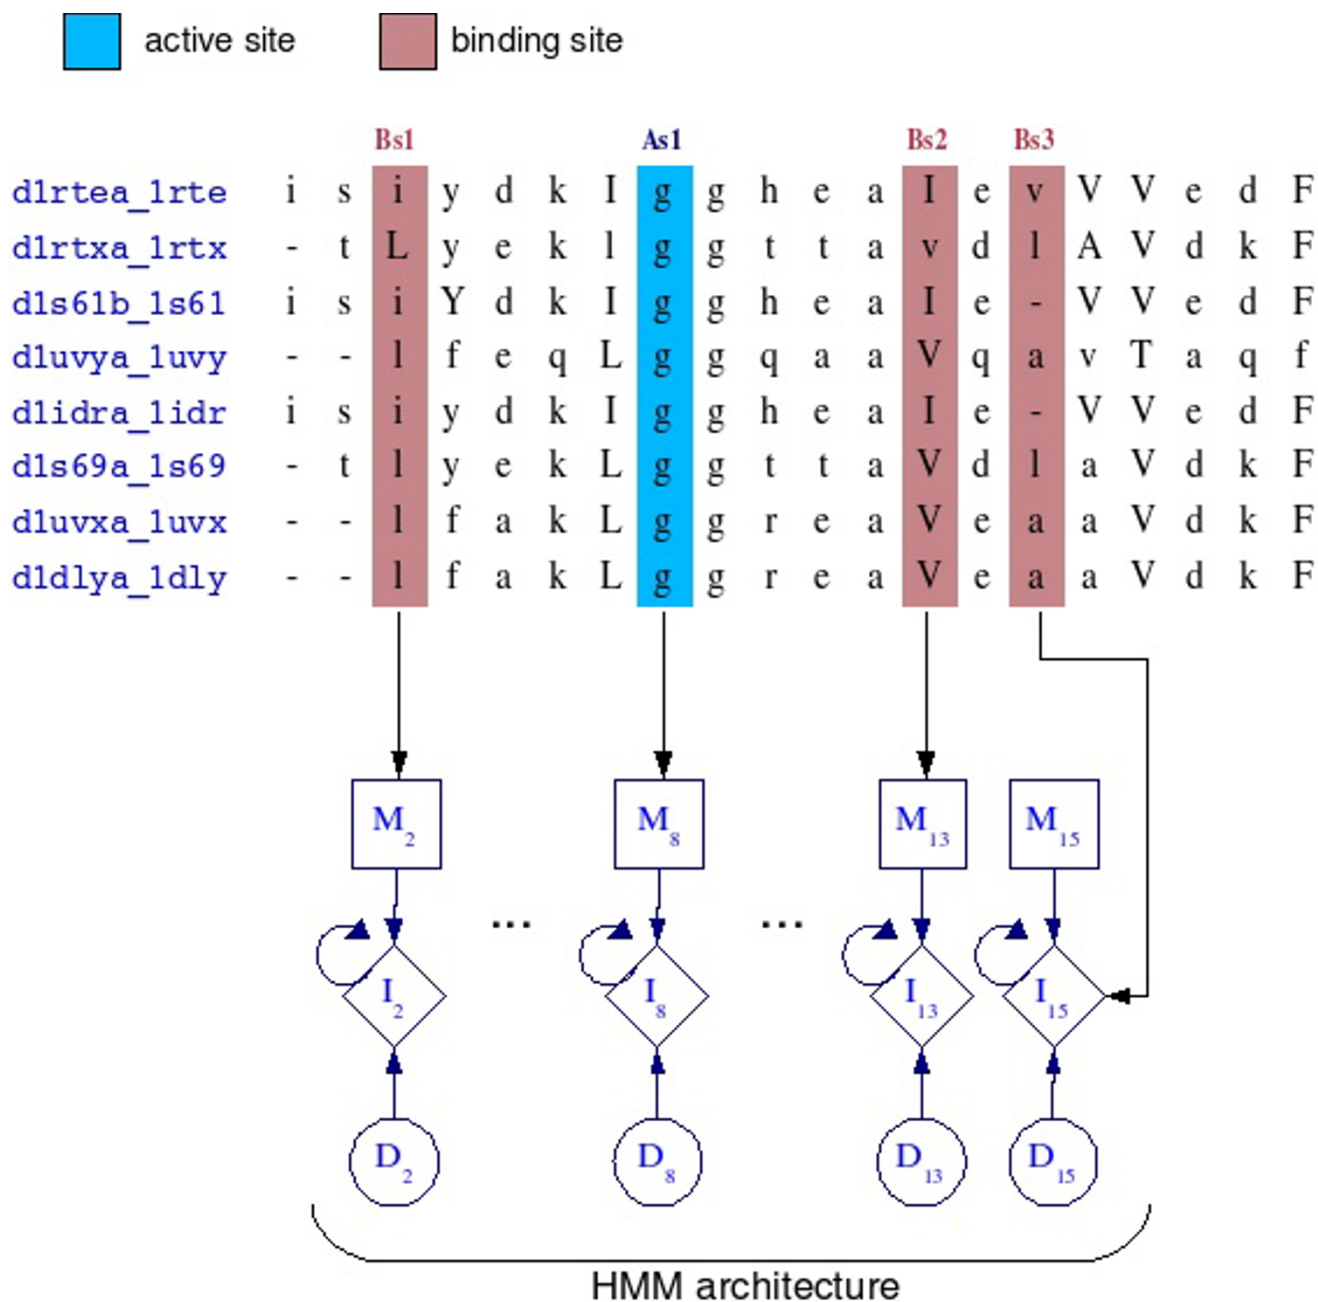 active site binding site
Bs1 As1 Bs2 Bs3
d1rtea_1rte i s i y d k I g g h e a I e v V V e d F
d1rtxa_1rtx - t L y e k l g g t t a v d l A V d k F
d1s61b_1s61 i s i Y d k I g g h e a I e - V V e d F
d1uvya_1uvy - - l f e q L g g q a a V q a v T a q f
d1idra_1idr i s i y d k I g g h e a I e - V V e d F
d1s69a_1s69 - t l y e k L g g t t a V d l a V d k F
d1uvxa_1uvx - - l f a k L g g r e a V e a a V d k F
d1dlya_1dly - - l f a k L g g r e a V e a a V d k F
M2 M8 M13 M15
... ...
I2 I8 I13 I15
D2 D8 D13 D15
HMM architecture